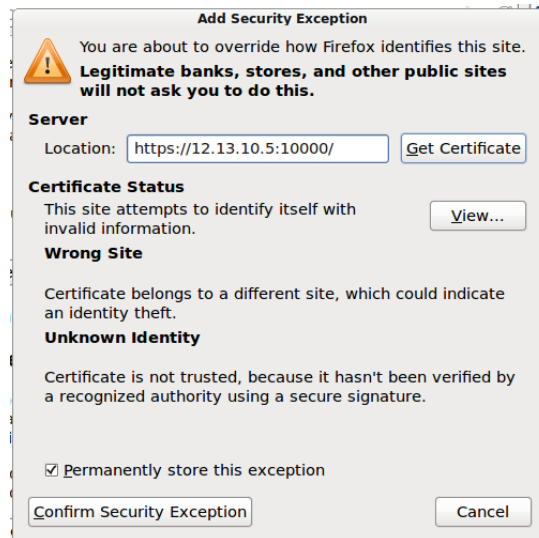 Add Security Exception
You are about to override how Firefox identifies this site.
Legitimate banks, stores, and other public sites
will not ask you to do this.
Server
Location: https://12.13.10.5:10000/ Get Certificate
Certificate Status
This site attempts to identify itself with
invalid information.
View...
Wrong Site
Certificate belongs to a different site, which could indicate
an identity theft.
Unknown Identity
Certificate is not trusted, because it hasn't been verified by
a recognized authority using a secure signature.
Permanently store this exception
Confirm Security Exception Cancel